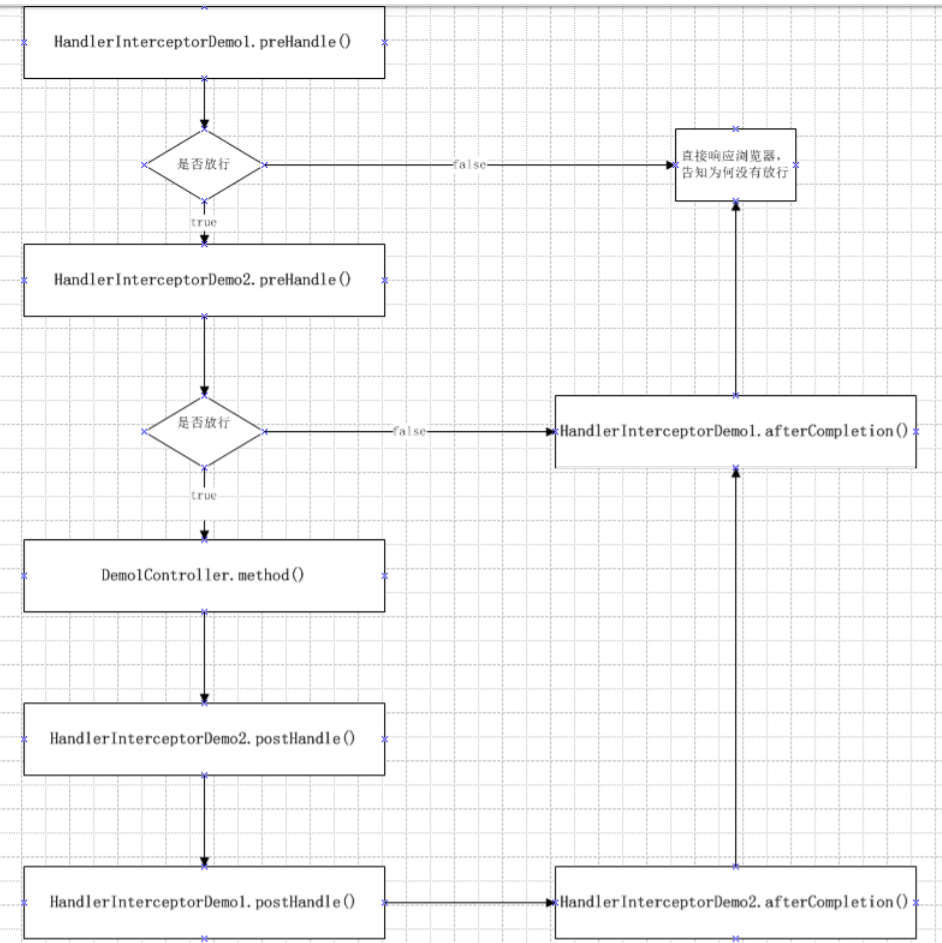 HandlerInterceptorDemo1.preHandle()
是否放行
false
直接响应浏览器，
告知为何没有放行
true
HandlerInterceptorDemo2.preHandle()
是否放行
false
HandlerInterceptorDemo1.afterCompletion()
true
Demo1Controller.method()
HandlerInterceptorDemo2.postHandle()
HandlerInterceptorDemo1.postHandle()
HandlerInterceptorDemo2.afterCompletion()